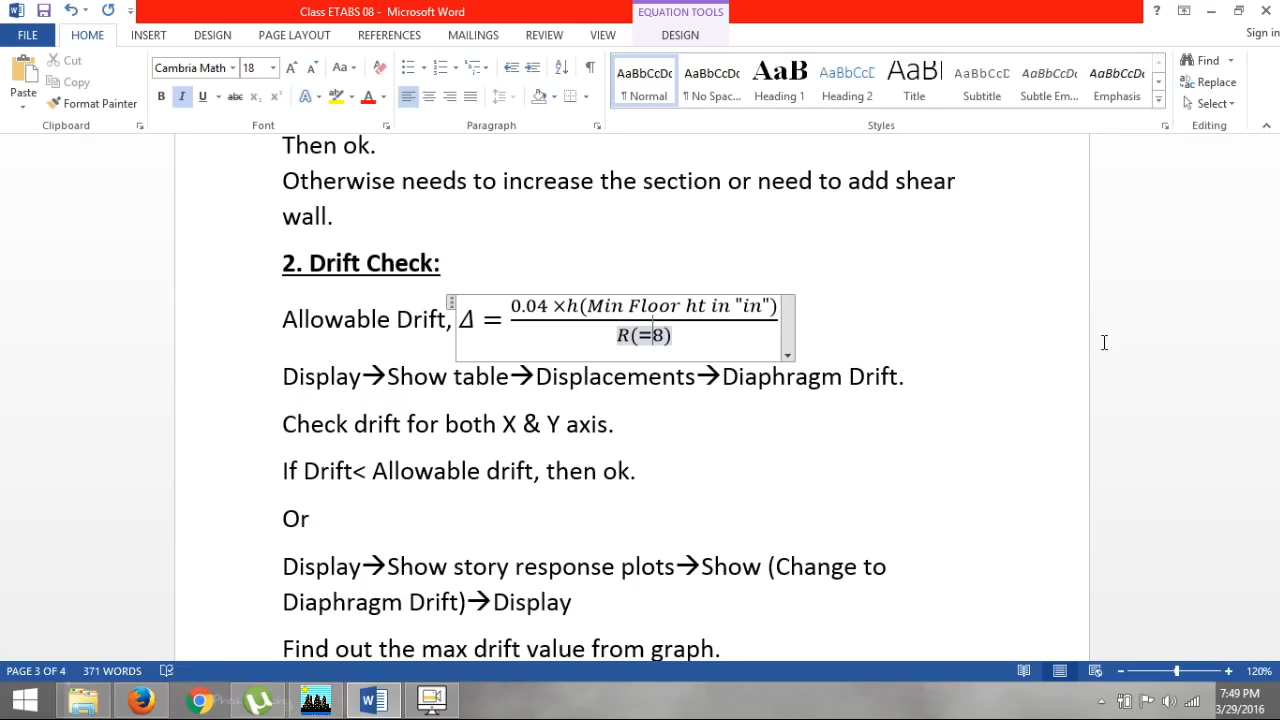 Class ETABS 08 - Microsoft Word
EQUATION TOOLS
?
FILE HOME INSERT DESIGN PAGE LAYOUT REFERENCES MAILINGS REVIEW VIEW DESIGN Sign in
Paste
Cut
Copy
Format Painter
Clipboard
Cambria Math 18 Aa
B I U abc x₂ x² A A
Font
Paragraph
AaBbCcDc AaBbCcDc AaB AaBbCcD AaBl AaBbCcD AaBbCcDc AaBbCcDc
¶ Normal ¶ No Spac... Heading 1 Heading 2 Title Subtitle Subtle Em... Emphasis
Styles
Find
Replace
Select
Editing
Then ok.
Otherwise needs to increase the section or need to add shear
wall.
2. Drift Check:
Allowable Drift, Δ = 0.04 ×h(Min Floor ht in "in")
R(=8)
Display→Show table→Displacements→Diaphragm Drift.
Check drift for both X & Y axis.
If Drift< Allowable drift, then ok.
Or
Display→Show story response plots→Show (Change to
Diaphragm Drift)→Display
Find out the max drift value from graph.
PAGE 3 OF 4 371 WORDS 120%
7:49 PM
3/29/2016